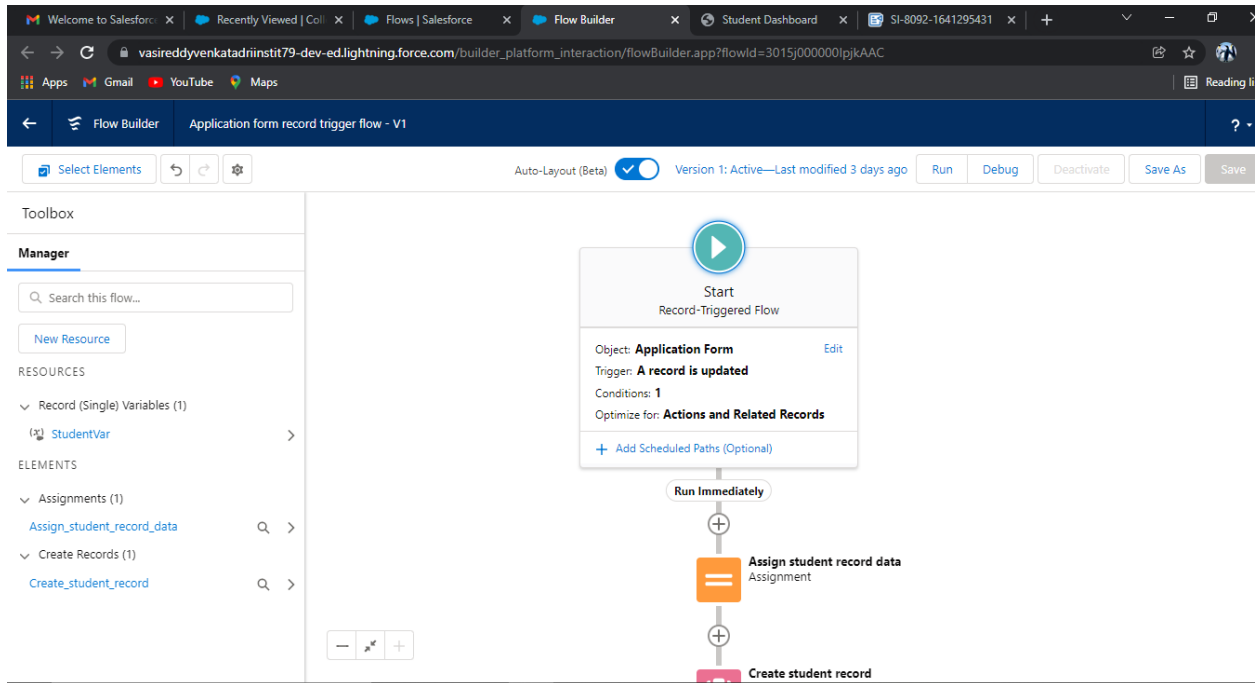 Welcome to Salesforce
Recently Viewed | Coll
Flows | Salesforce
Flow Builder
Student Dashboard
SI-8092-1641295431
vasireddyvenkatadriinstit79-dev-ed.lightning.force.com/builder_platform_interaction/flowBuilder.app?flowId=3015j000000IpjkAAC
Apps Gmail YouTube Maps
Reading li
Flow Builder Application form record trigger flow - V1
? 
Select Elements
Auto-Layout (Beta) Version 1: Active—Last modified 3 days ago Run Debug Deactivate Save As Save
Toolbox
Manager
Search this flow...
New Resource
RESOURCES
Record (Single) Variables (1)
StudentVar
ELEMENTS
Assignments (1)
Assign_student_record_data
Create Records (1)
Create_student_record
Start
Record-Triggered Flow
Object: Application Form Edit
Trigger: A record is updated
Conditions: 1
Optimize for: Actions and Related Records
+ Add Scheduled Paths (Optional)
Run Immediately
Assign student record data
Assignment
Create student record